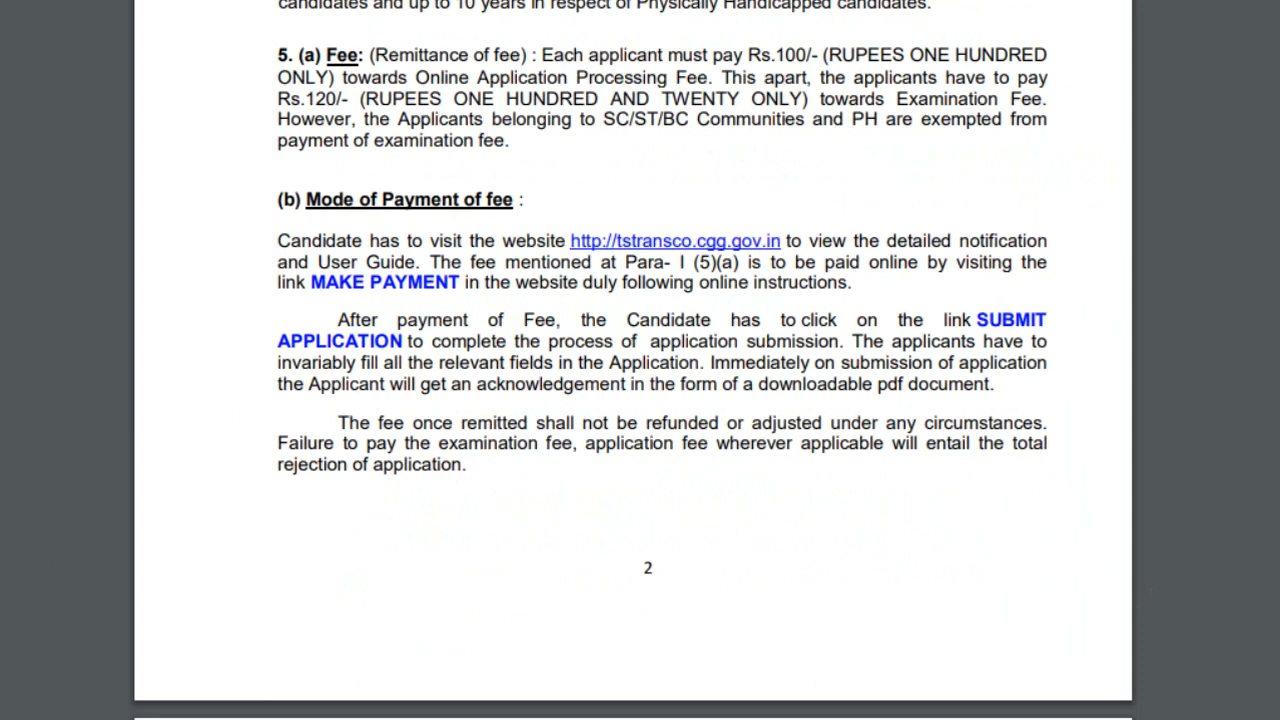 candidates and up to 10 years in respect of Physically Handicapped candidates.
5. (a) Fee: (Remittance of fee) : Each applicant must pay Rs.100/- (RUPEES ONE HUNDRED
ONLY) towards Online Application Processing Fee. This apart, the applicants have to pay
Rs.120/- (RUPEES ONE HUNDRED AND TWENTY ONLY) towards Examination Fee.
However, the Applicants belonging to SC/ST/BC Communities and PH are exempted from
payment of examination fee.
(b) Mode of Payment of fee :
Candidate has to visit the website http://tstransco.cgg.gov.in to view the detailed notification
and User Guide. The fee mentioned at Para- I (5)(a) is to be paid online by visiting the
link MAKE PAYMENT in the website duly following online instructions.
After payment of Fee, the Candidate has to click on the link SUBMIT
APPLICATION to complete the process of application submission. The applicants have to
invariably fill all the relevant fields in the Application. Immediately on submission of application
the Applicant will get an acknowledgement in the form of a downloadable pdf document.
The fee once remitted shall not be refunded or adjusted under any circumstances.
Failure to pay the examination fee, application fee wherever applicable will entail the total
rejection of application.
2